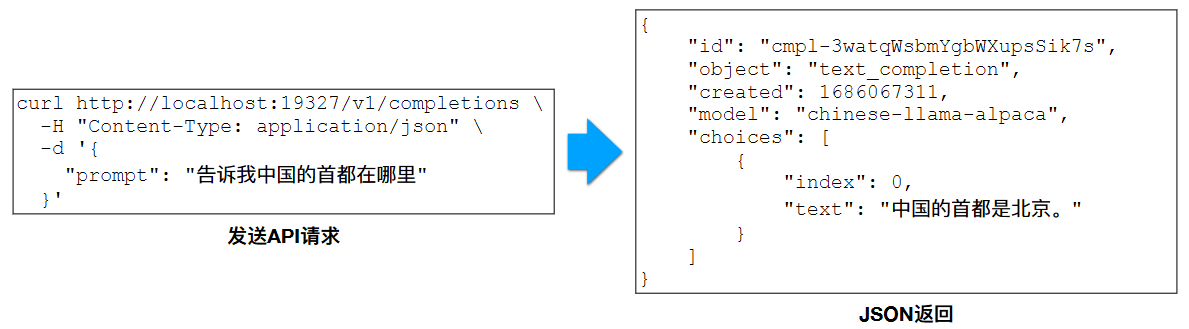 curl http://localhost:19327/v1/completions \
  -H "Content-Type: application/json" \
  -d '{
    "prompt": "告诉我中国的首都在哪里"
  }'
发送API请求
{
    "id": "cmpl-3watqWsbmYgbWXupsSik7s",
    "object": "text_completion",
    "created": 1686067311,
    "model": "chinese-llama-alpaca",
    "choices": [
        {
            "index": 0,
            "text": "中国的首都是北京。"
        }
    ]
}
JSON返回